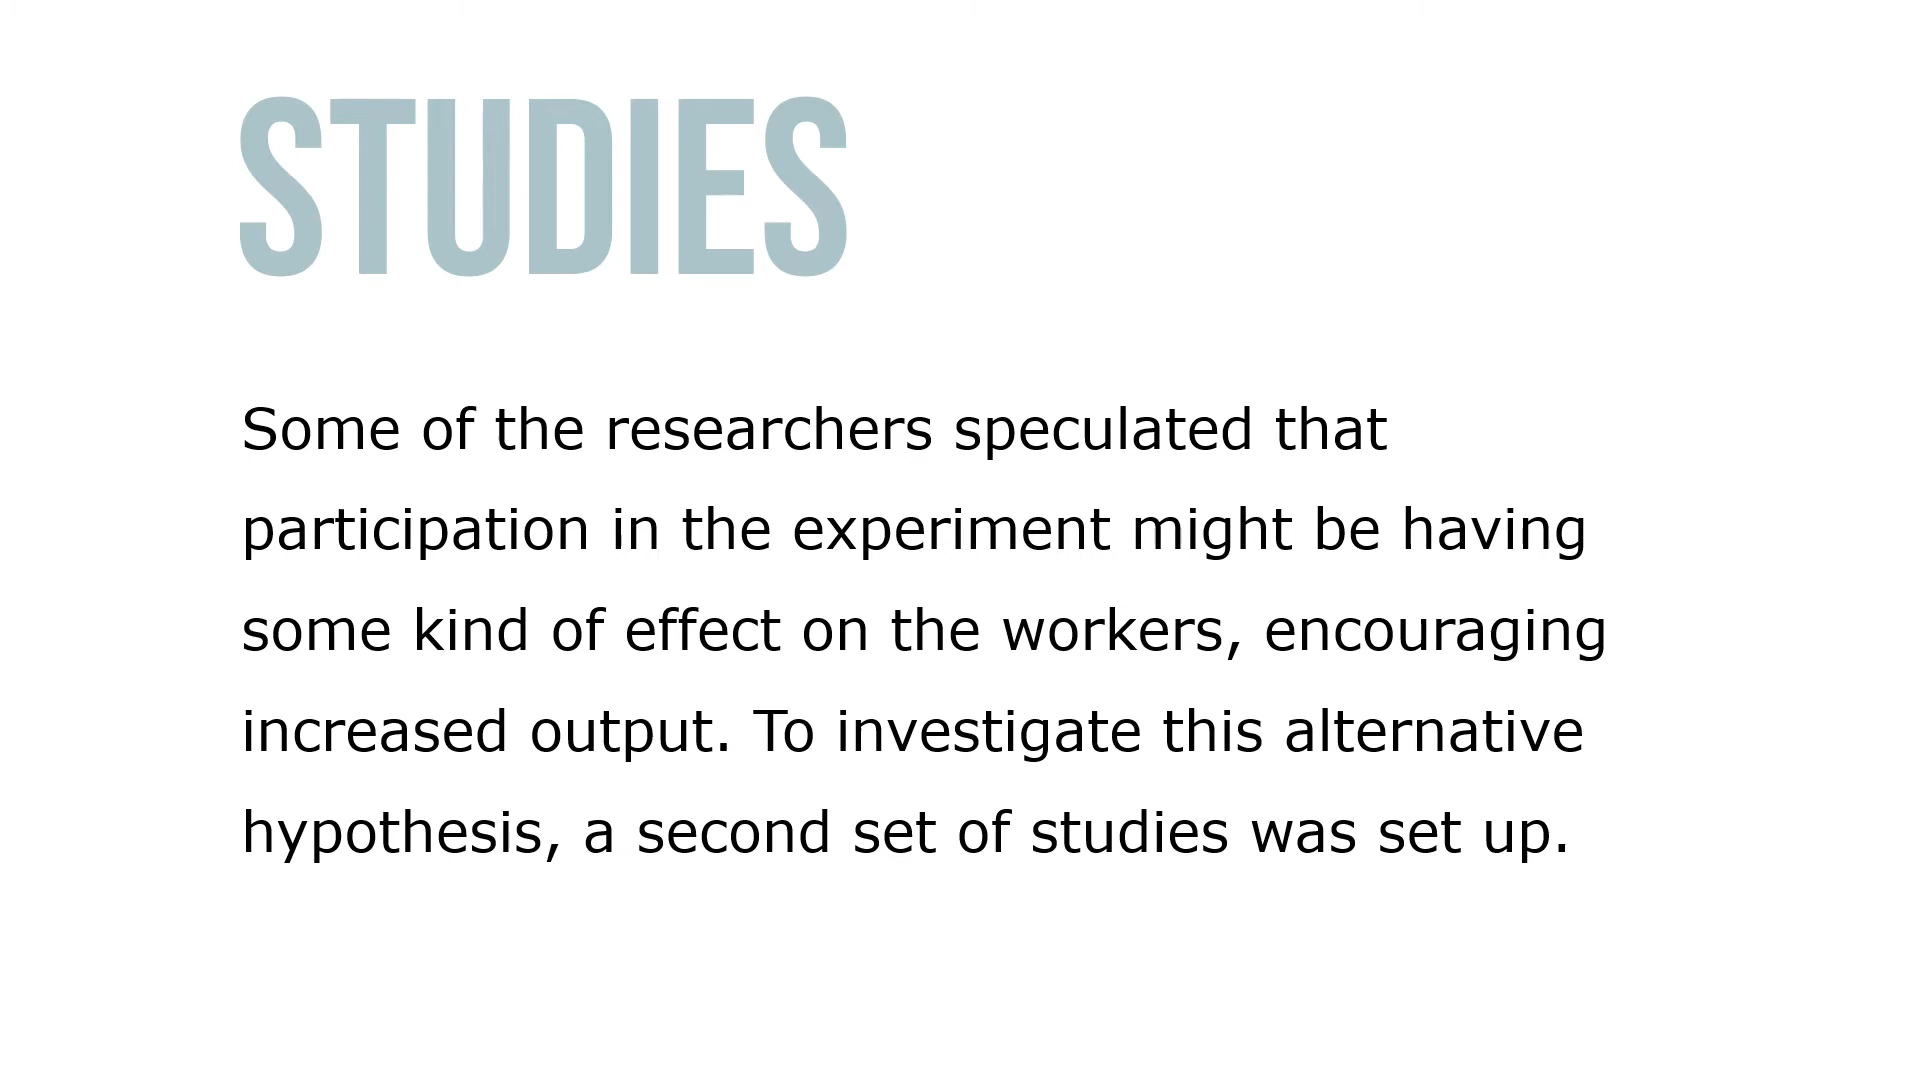 STUDIES
Some of the researchers speculated that
participation in the experiment might be having
some kind of effect on the workers, encouraging
increased output. To investigate this alternative
hypothesis, a second set of studies was set up.